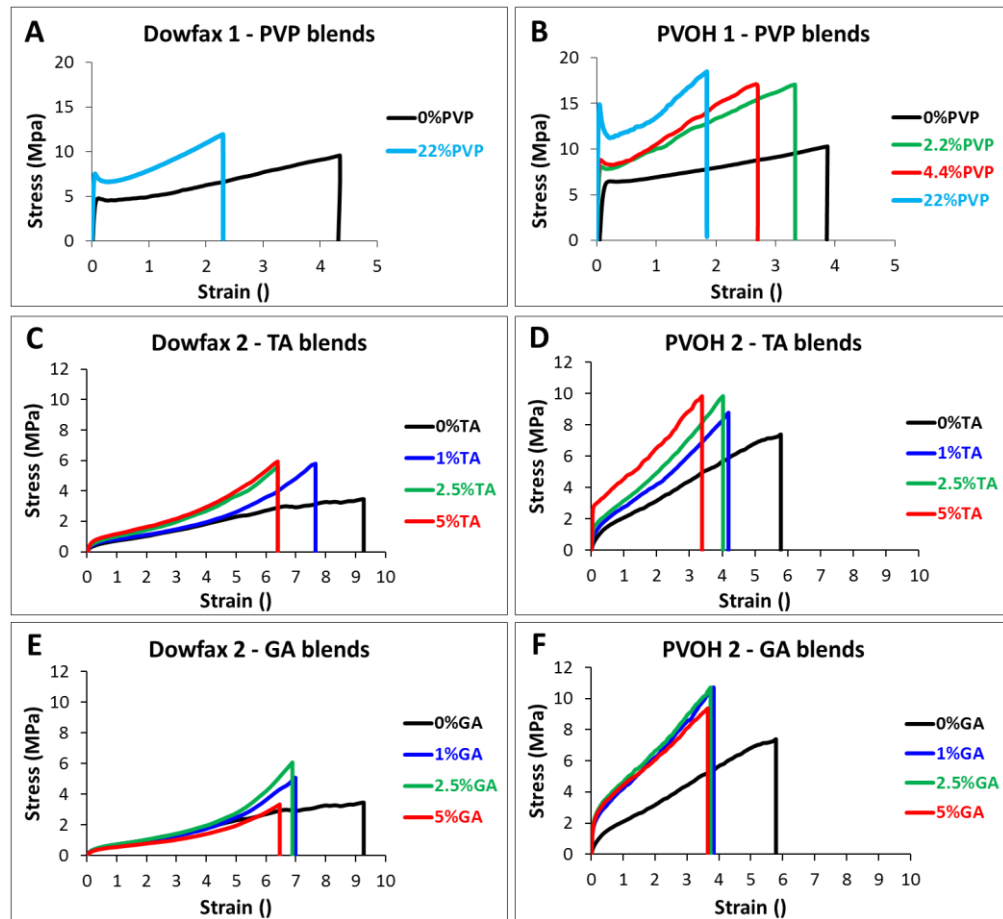 A
Dowfax 1 - PVP blends
Stress (Mpa)
20
15
10
5
0
0 1 2 3 4 5
Strain ()
0%PVP
22%PVP
B
PVOH 1 - PVP blends
Stress (MPa)
20
15
10
5
0
0 1 2 3 4 5
Strain ()
0%PVP
2.2%PVP
4.4%PVP
22%PVP
C
Dowfax 2 - TA blends
Stress (MPa)
12
10
8
6
4
2
0
0 1 2 3 4 5 6 7 8 9 10
Strain ()
0%TA
1%TA
2.5%TA
5%TA
D
PVOH 2 - TA blends
Stress (MPa)
12
10
8
6
4
2
0
0 1 2 3 4 5 6 7 8 9 10
Strain ()
0%TA
1%TA
2.5%TA
5%TA
E
Dowfax 2 - GA blends
Stress (MPa)
12
10
8
6
4
2
0
0 1 2 3 4 5 6 7 8 9 10
Strain ()
0%GA
1%GA
2.5%GA
5%GA
F
PVOH 2 - GA blends
Stress (MPa)
12
10
8
6
4
2
0
0 1 2 3 4 5 6 7 8 9 10
Strain ()
0%GA
1%GA
2.5%GA
5%GA